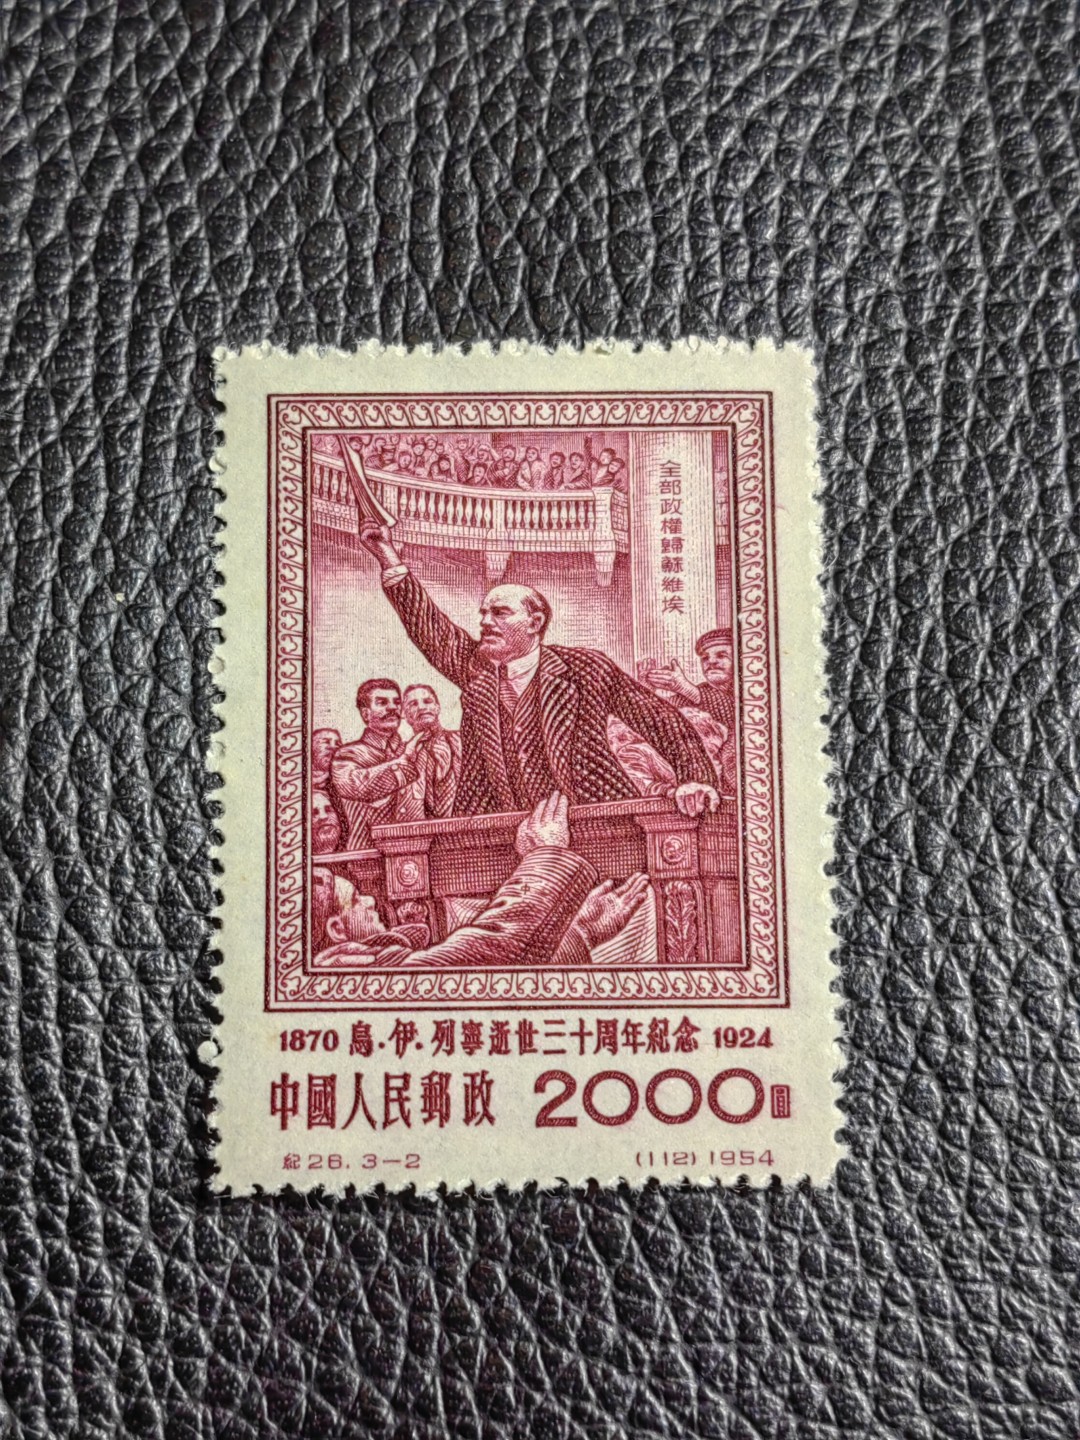 全部政權歸蘇維埃
1870 烏·伊·列寧逝世三十周年紀念 1924
中國人民郵政 2000圓
紀26. 3-2 (112) 1954